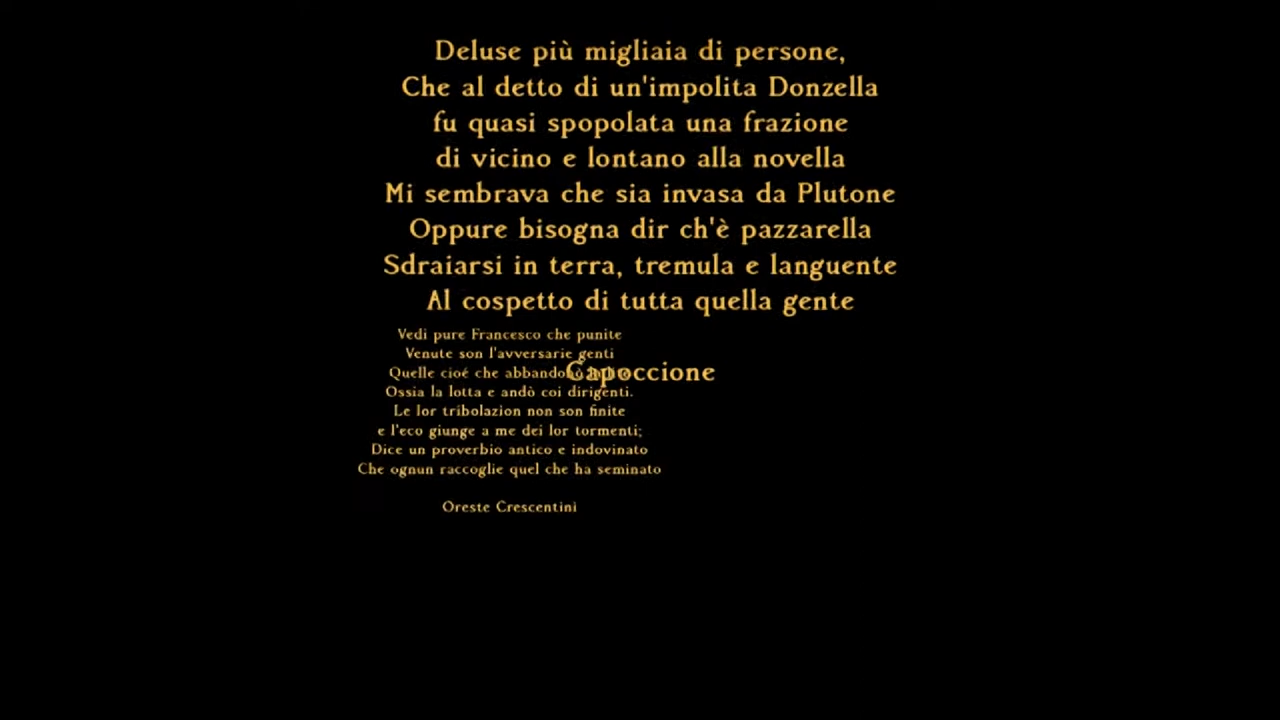 Deluse più migliaia di persone,
Che al detto di un'impolita Donzella
fu quasi spopolata una frazione
di vicino e lontano alla novella
Mi sembrava che sia invasa da Plutone
Oppure bisogna dir ch'è pazzarella
Sdraiarsi in terra, tremula e languente
Al cospetto di tutta quella gente
Vedi pure Francesco che punite
Venute son l'avversarie genti
Capoccione
Quelle cioé che abbandonò
Ossia la lotta e andò coi dirigenti.
Le lor tribolazion non son finite
e l'eco giunge a me dei lor tormenti;
Dice un proverbio antico e indovinato
Che ognun raccoglie quel che ha seminato
Oreste Crescentini